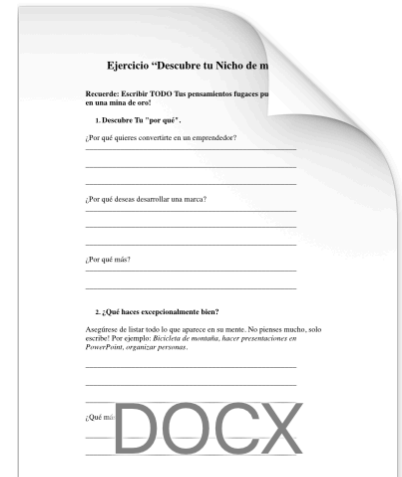 Ejercicio “Descubre tu Nicho de m
Recuerde: Escribir TODO Tus pensamientos fugaces pu
en una mina de oro!
1. Descubre Tu "por qué".
¿Por qué quieres convertirte en un emprendedor?
¿Por qué deseas desarrollar una marca?
¿Por qué más?
2. ¿Qué haces excepcionalmente bien?
Asegúrese de listar todo lo que aparece en su mente. No pienses mucho, solo
escribe! Por ejemplo: Bicicleta de montaña, hacer presentaciones en
PowerPoint, organizar personas.
¿Qué má
DOCX